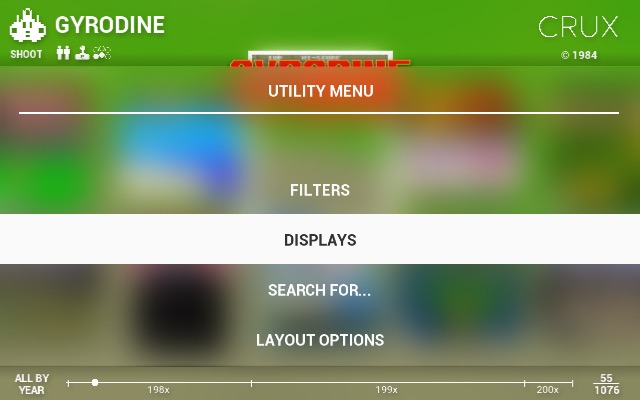 GYRODINE
CRUX
SHOOT
© 1984
UTILITY MENU
FILTERS
DISPLAYS
SEARCH FOR...
LAYOUT OPTIONS
ALL BY
YEAR
198x
199x
200x
55
1076